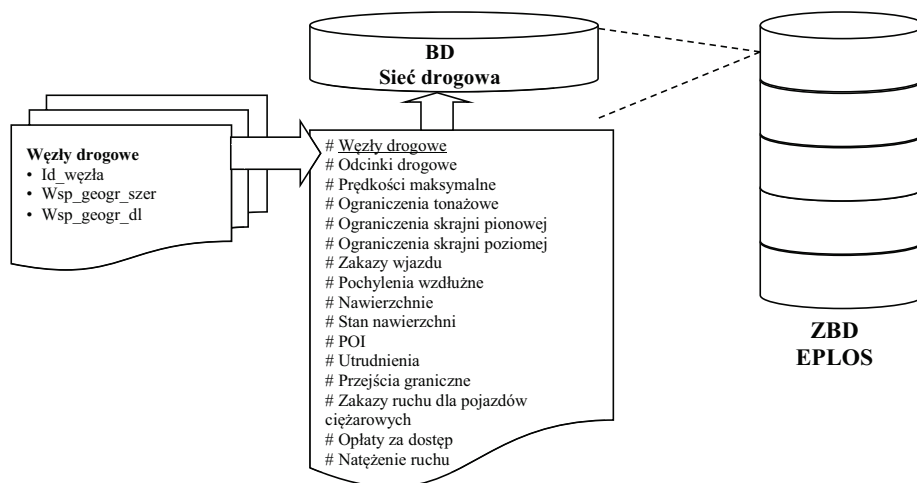 BD
Sieć drogowa
Węzły drogowe
• Id_węzła
• Wsp_geogr_szer
• Wsp_geogr_dl
# Węzły drogowe
# Odcinki drogowe
# Prędkości maksymalne
# Ograniczenia tonażowe
# Ograniczenia skrajni pionowej
# Ograniczenia skrajni poziomej
# Zakazy wjazdu
# Pochylenia wzdłużne
# Nawierzchnie
# Stan nawierzchni
# POI
# Utrudnienia
# Przejścia graniczne
# Zakazy ruchu dla pojazdów
ciężarowych
# Opłaty za dostęp
# Natężenie ruchu
ZBD
EPLOS